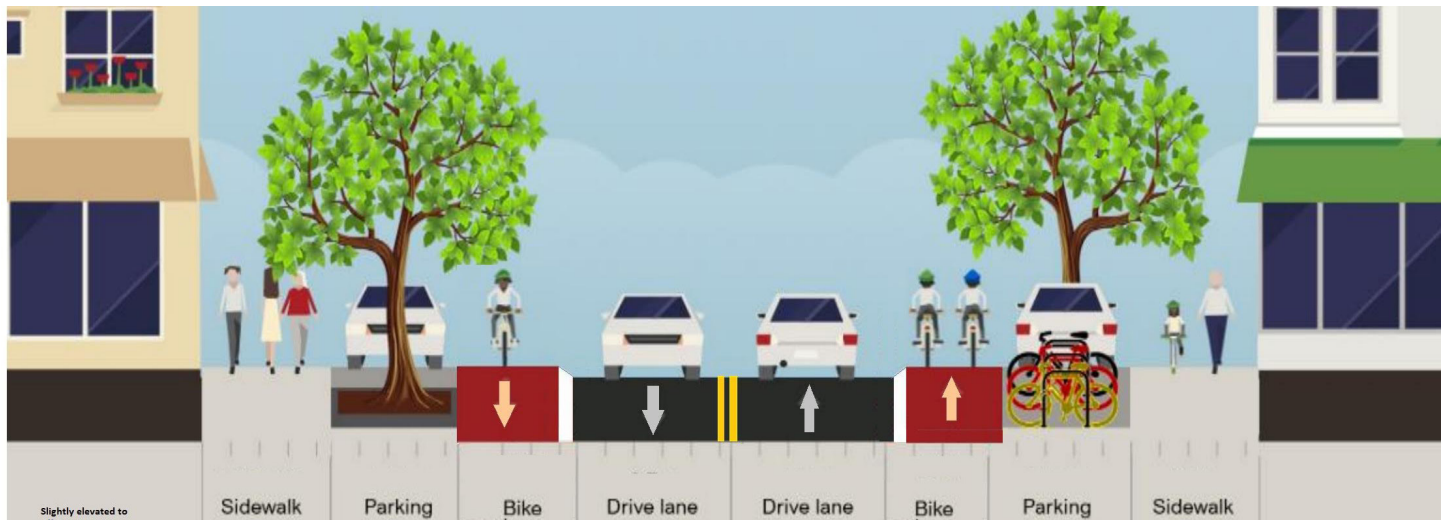 Sidewalk
Parking
Bike
Drive lane
Drive lane
Bike
Parking
Sidewalk
Slightly elevated to